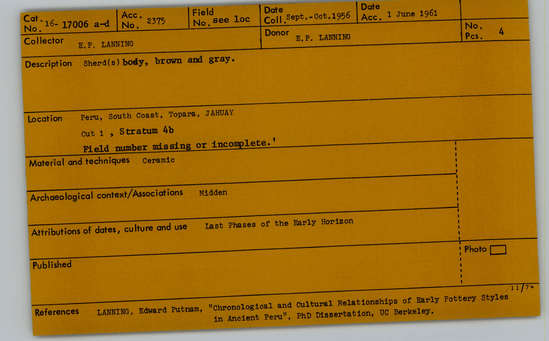 Cat. No. 16- 17006 a-d Acc. No. 2375 Field No. see loc Date Coll. Sept.-Oct.1956 Date Acc. 1 June 1961
Collector E.P. LANNING Donor E.P. LANNING No. Pcs. 4
Description Sherd(s) body, brown and gray.
Location Peru, South Coast, Topara, JAHUAY
Cut 1 , Stratum 4b
Field number missing or incomplete.'
Material and techniques Ceramic
Archaeological context/Associations Midden
Attributions of dates, culture and use Last Phases of the Early Horizon
Published
Photo
References LANNING, Edward Putnam, "Chronological and Cultural Relationships of Early Pottery Styles
in Ancient Peru", PhD Dissertation, UC Berkeley.